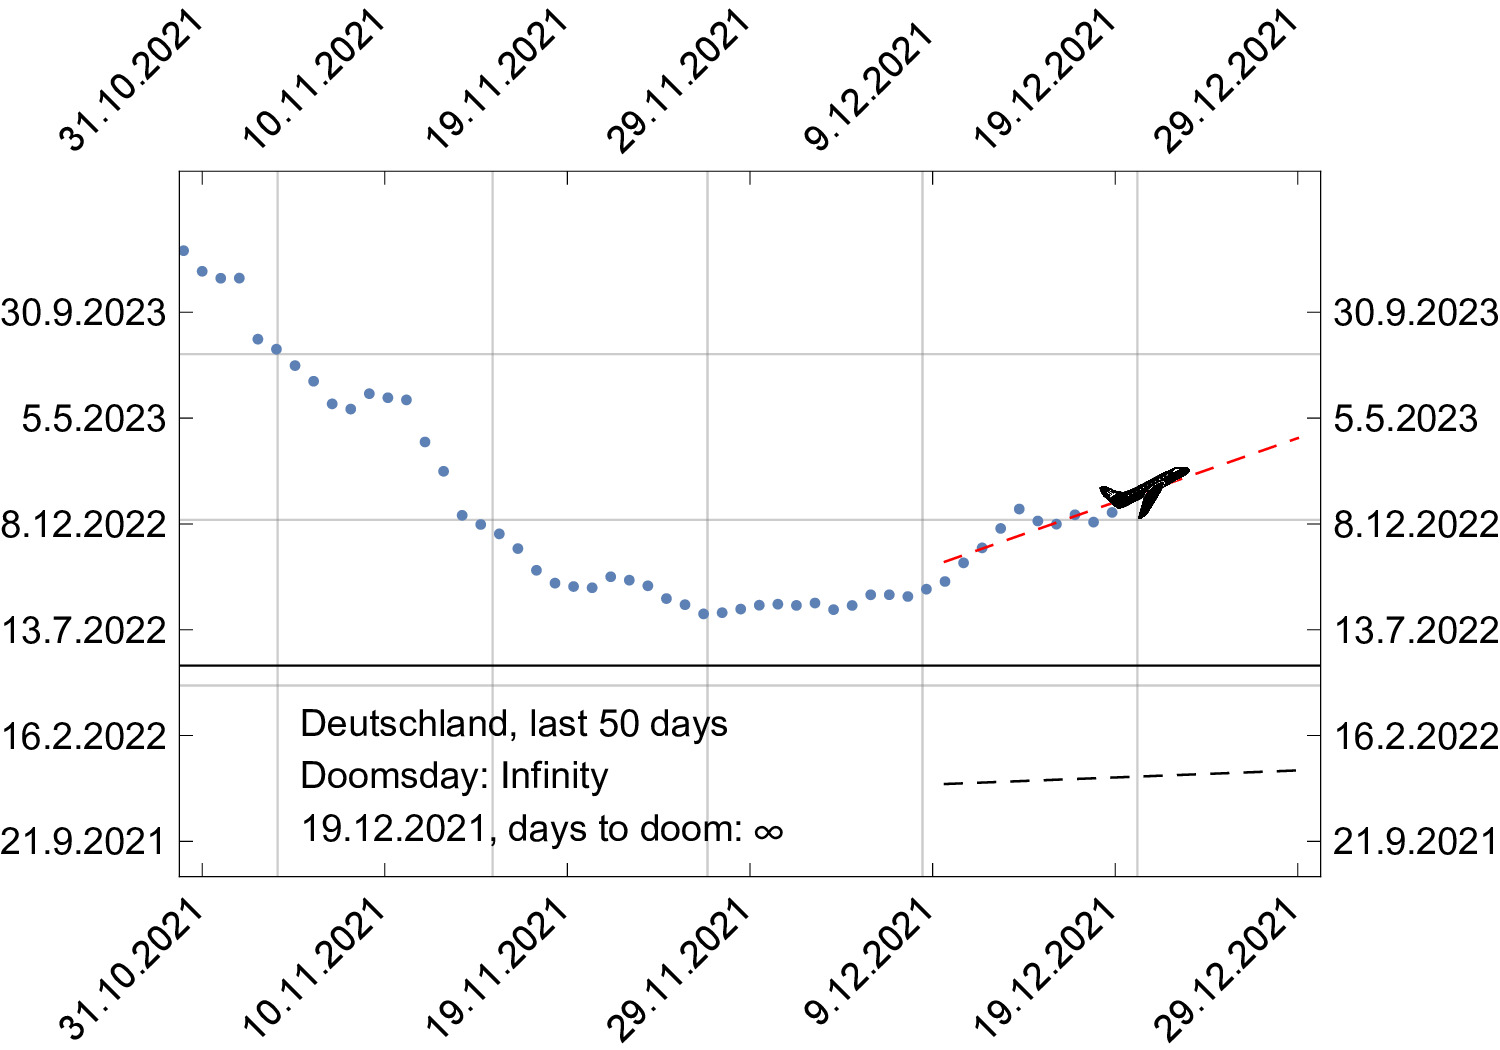 31.10.2021 10.11.2021 19.11.2021 29.11.2021 9.12.2021 19.12.2021 29.12.2021
30.9.2023 30.9.2023
5.5.2023 5.5.2023
8.12.2022 8.12.2022
13.7.2022 13.7.2022
Deutschland, last 50 days
16.2.2022 16.2.2022
Doomsday: Infinity
19.12.2021, days to doom: ∞
21.9.2021 21.9.2021
31.10.2021 10.11.2021 19.11.2021 29.11.2021 9.12.2021 19.12.2021 29.12.2021